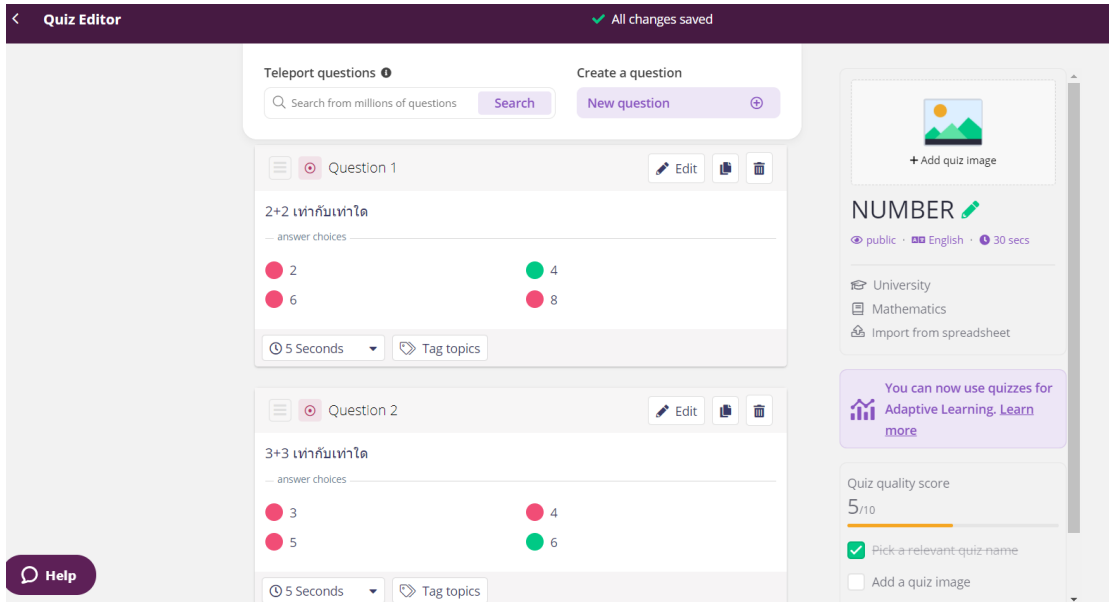 Quiz Editor
All changes saved
Teleport questions
Create a question
Search from millions of questions
Search
New question
Question 1
Edit
2+2 เท่ากับเท่าใด
answer choices
2
4
6
8
5 Seconds
Tag topics
Question 2
Edit
3+3 เท่ากับเท่าใด
answer choices
3
4
5
6
5 Seconds
Tag topics
+ Add quiz image
NUMBER
public · English · 30 secs
University
Mathematics
Import from spreadsheet
You can now use quizzes for
Adaptive Learning. Learn
more
Quiz quality score
5/10
Pick a relevant quiz name
Add a quiz image
Help